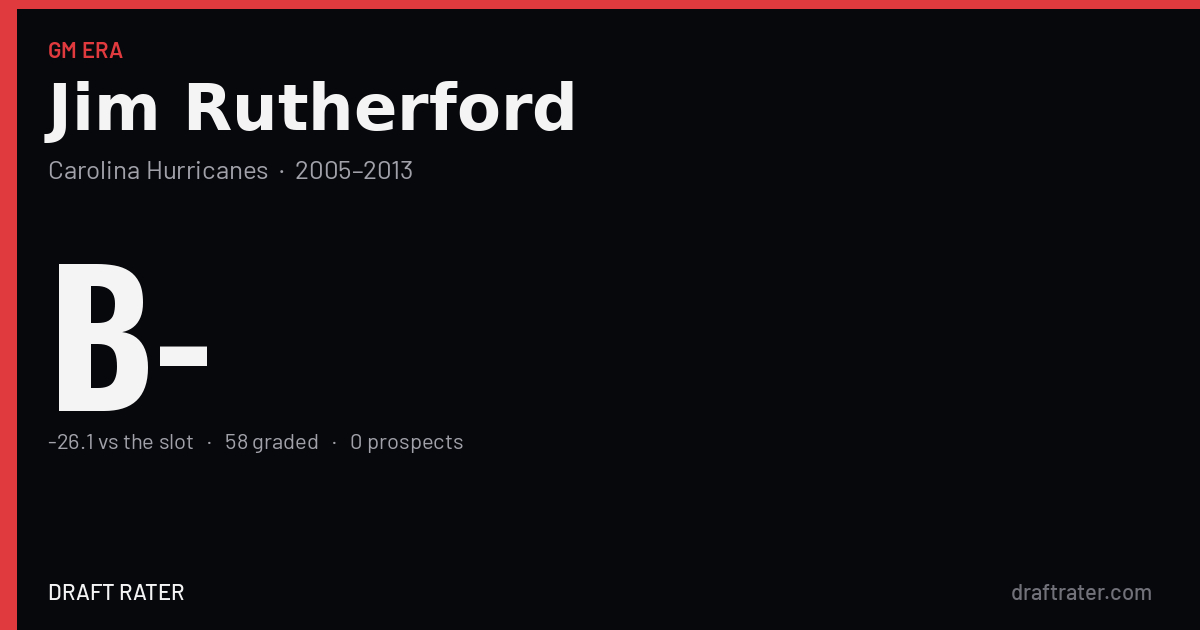 GM ERA
Jim Rutherford
Carolina Hurricanes · 2005–2013
B-
-26.1 vs the slot · 58 graded · 0 prospects
DRAFT RATER
draftrater.com